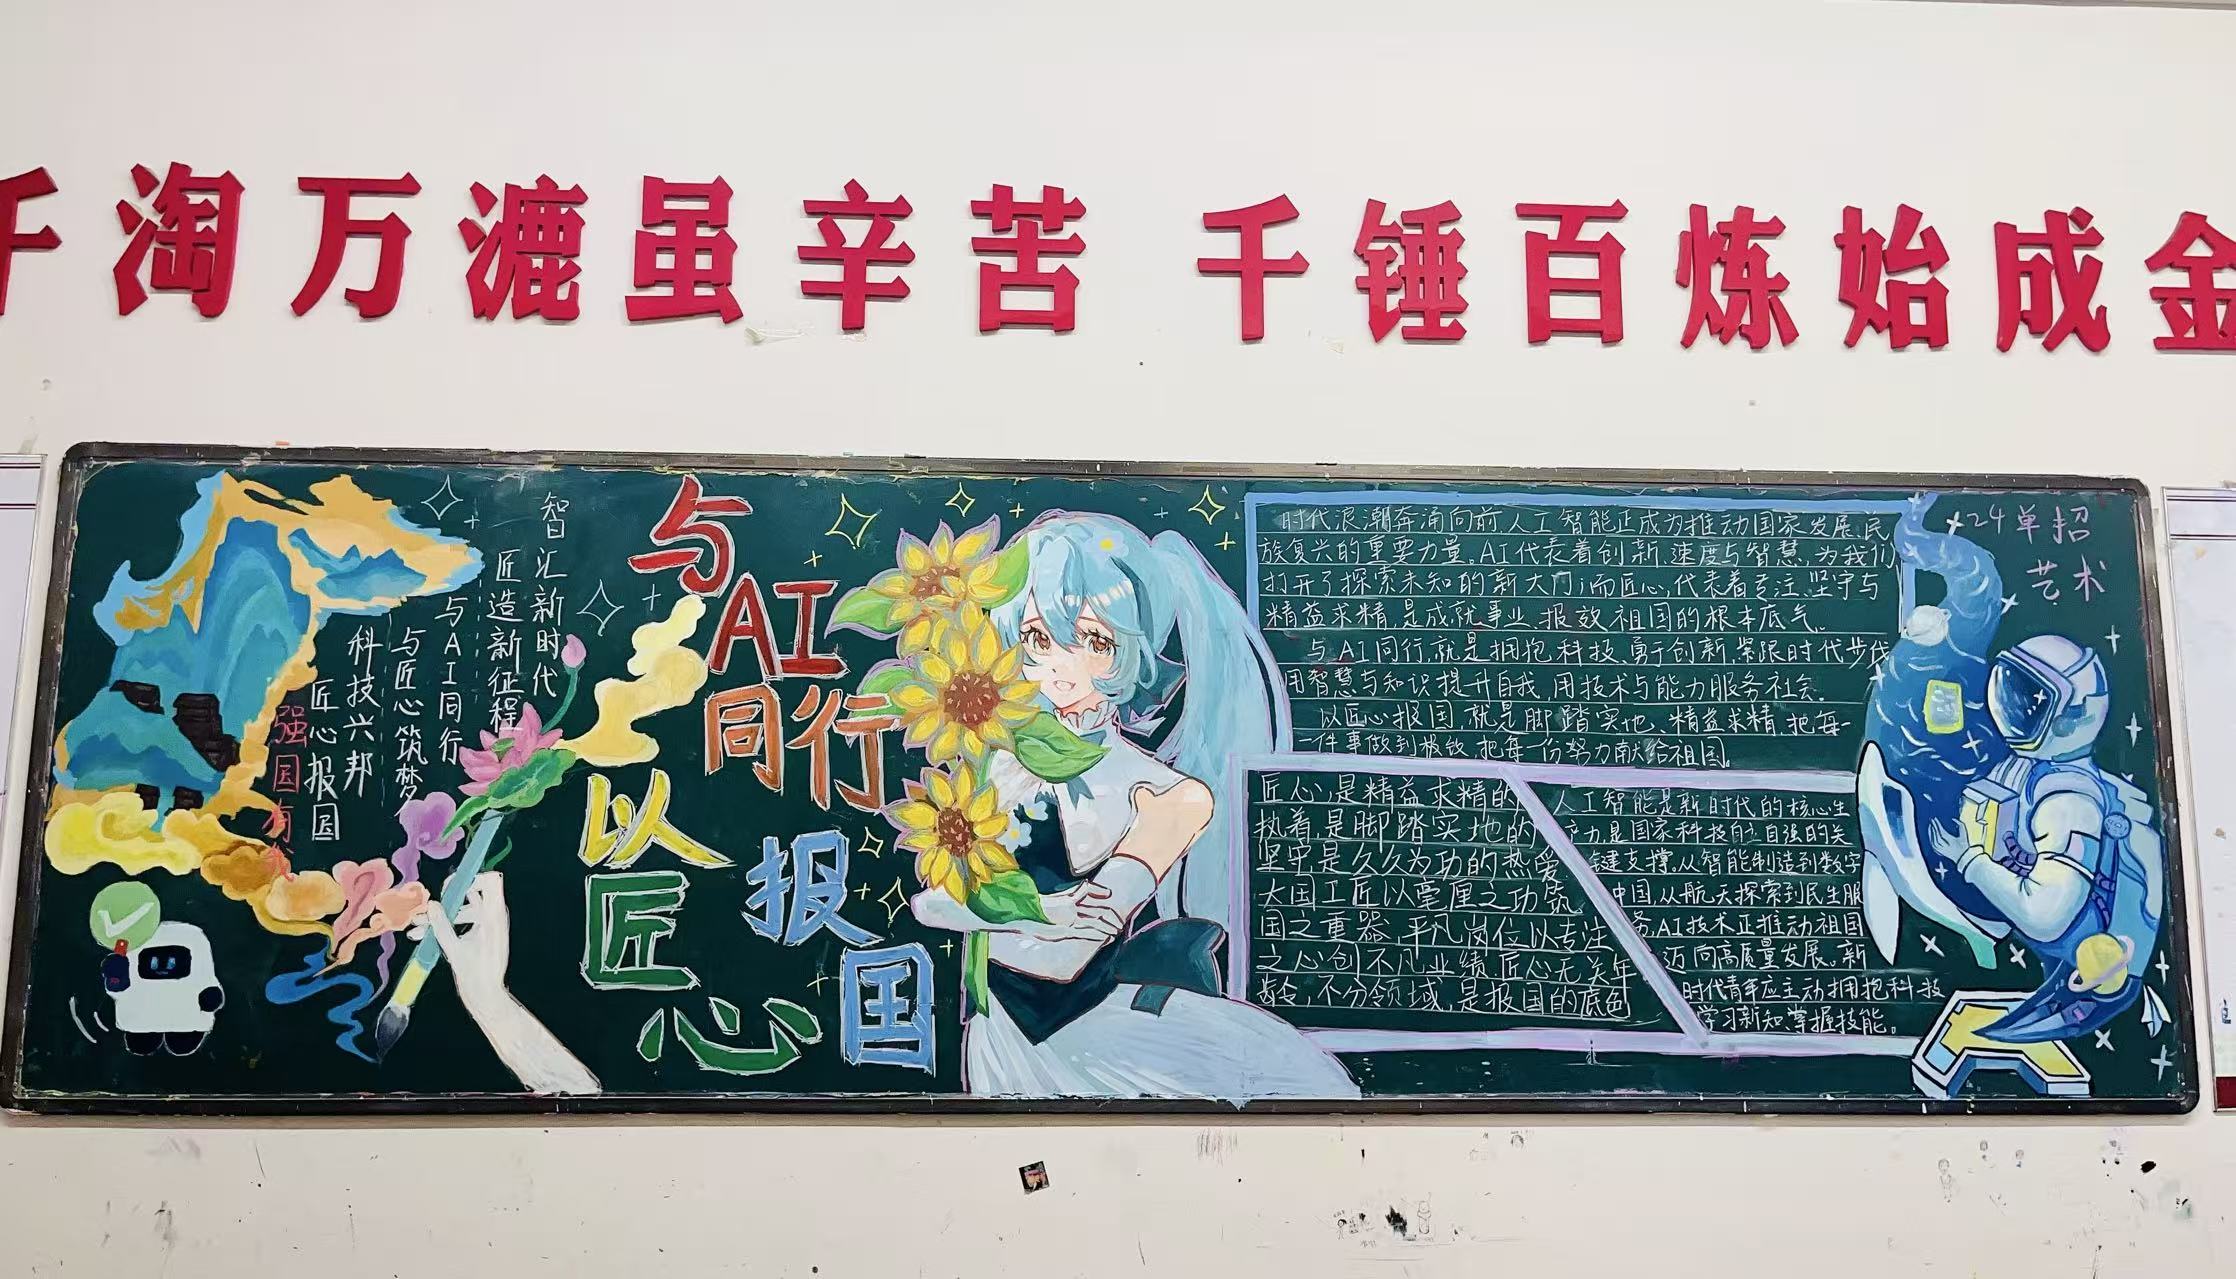 千淘万漉虽辛苦 千锤百炼始成金
智汇新时代
匠造新征程
与AI同行
与匠心筑梦
科技兴邦
匠心报国
强国有
与AI
同行
以匠心
报国
时代浪潮奔涌向前,人工智能正成为推动国家发展、民
族复兴的重要力量。AI代表着创新、速度与智慧,为我们
打开了探索未知的新大门;而匠心,代表着专注、坚守与
精益求精,是成就事业、报效祖国的根本底气。
与AI同行,就是拥抱科技、勇于创新,紧跟时代步伐
用智慧与知识提升自我,用技术与能力服务社会。
以匠心报国,就是脚踏实地、精益求精,把每一
件事做到极致,把每一份努力献给祖国。
匠心,是精益求精的
执着,是脚踏实地的
坚守,是久久为功的热爱
大国工匠以毫厘之功筑
国之重器,平凡岗位以专注
之心创不凡业绩,匠心无关年
龄,不分领域,是报国的底色
人工智能是新时代的核心生
产力,是国家科技自立自强的关
键支撑。从智能制造到数字
中国,从航天探索到民生服
务,AI技术正推动祖国
迈向高质量发展。新
时代青年应主动拥抱科技
学习新知,掌握技能。
24单招
艺术